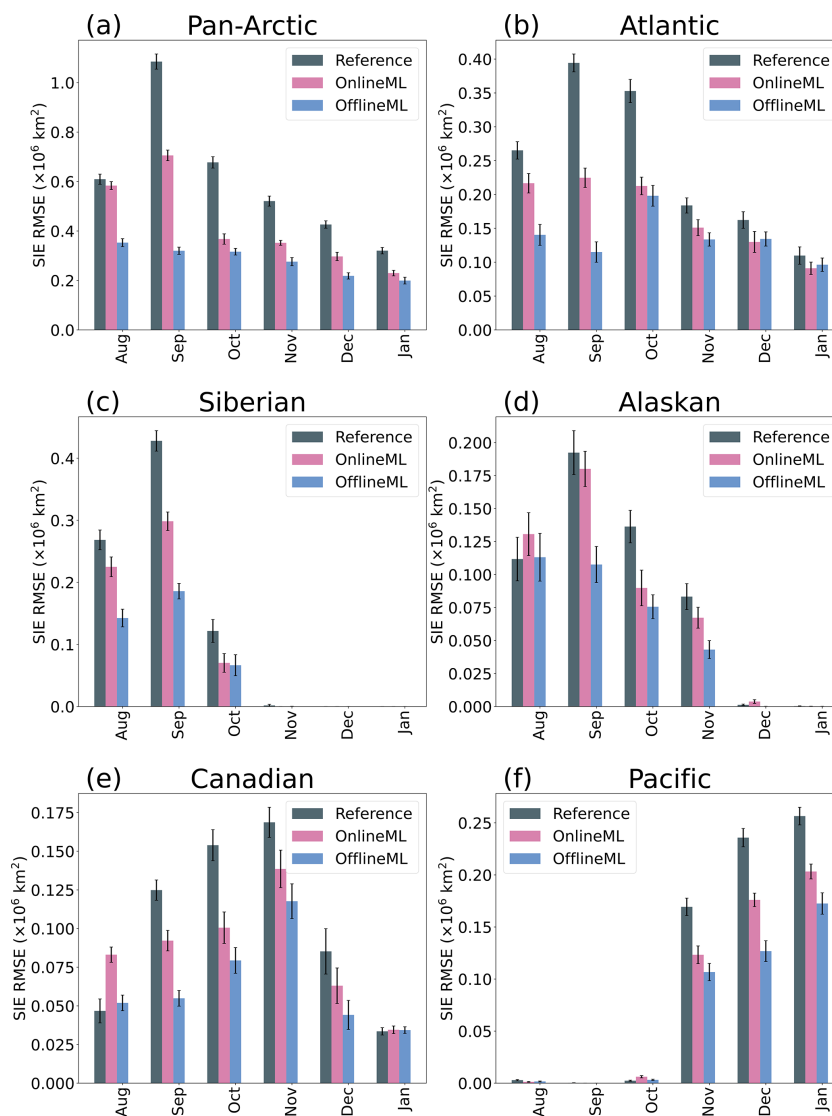 (a) Pan-Arctic
SIE RMSE (×10⁶ km²)
1.0
0.8
0.6
0.4
0.2
0.0
Reference
OnlineML
OfflineML
Aug Sep Oct Nov Dec Jan
(b) Atlantic
SIE RMSE (×10⁶ km²)
0.40
0.35
0.30
0.25
0.20
0.15
0.10
0.05
0.00
Reference
OnlineML
OfflineML
Aug Sep Oct Nov Dec Jan
(c) Siberian
SIE RMSE (×10⁶ km²)
0.4
0.3
0.2
0.1
0.0
Reference
OnlineML
OfflineML
Aug Sep Oct Nov Dec Jan
(d) Alaskan
SIE RMSE (×10⁶ km²)
0.200
0.175
0.150
0.125
0.100
0.075
0.050
0.025
0.000
Reference
OnlineML
OfflineML
Aug Sep Oct Nov Dec Jan
(e) Canadian
SIE RMSE (×10⁶ km²)
0.175
0.150
0.125
0.100
0.075
0.050
0.025
0.000
Reference
OnlineML
OfflineML
Aug Sep Oct Nov Dec Jan
(f) Pacific
SIE RMSE (×10⁶ km²)
0.25
0.20
0.15
0.10
0.05
0.00
Reference
OnlineML
OfflineML
Aug Sep Oct Nov Dec Jan